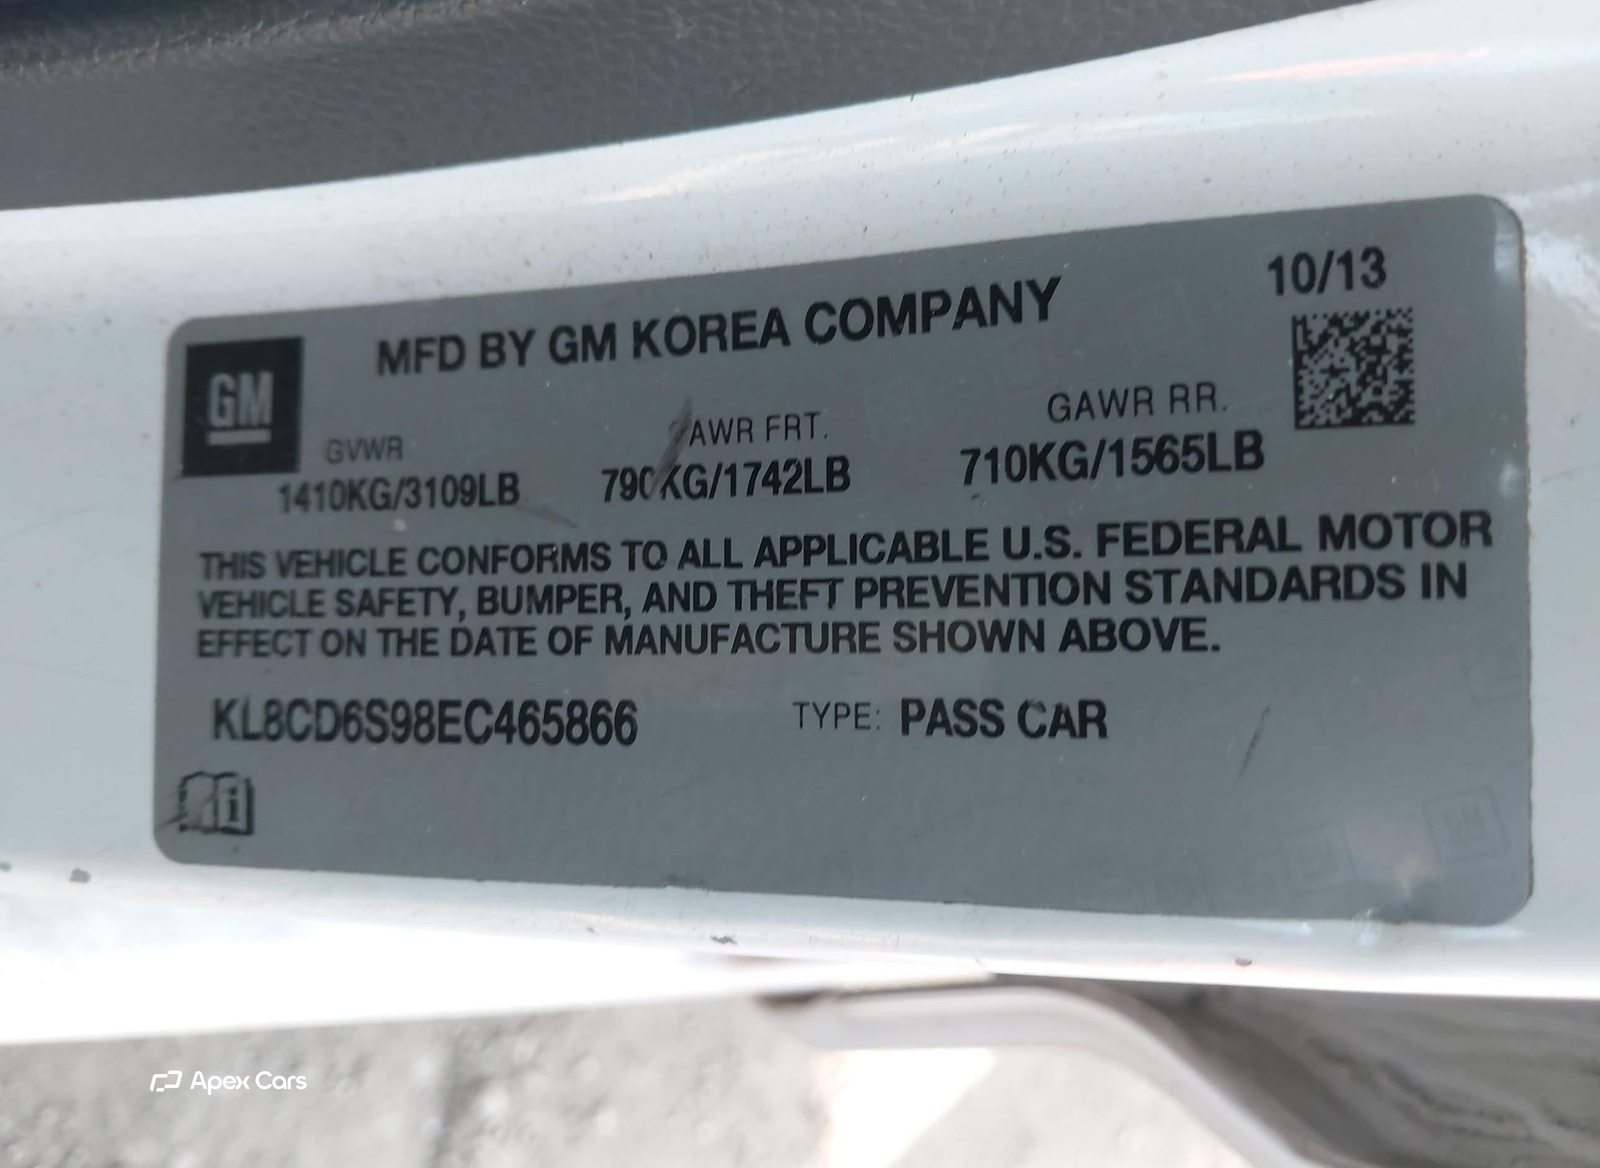 10/13
MFD BY GM KOREA COMPANY
GM
GVWR AWR FRT. GAWR RR.
1410KG/3109LB 790KG/1742LB 710KG/1565LB
THIS VEHICLE CONFORMS TO ALL APPLICABLE U.S. FEDERAL MOTOR
VEHICLE SAFETY, BUMPER, AND THEFT PREVENTION STANDARDS IN
EFFECT ON THE DATE OF MANUFACTURE SHOWN ABOVE.
KL8CD6S98EC465866 TYPE: PASS CAR
i
Apex Cars